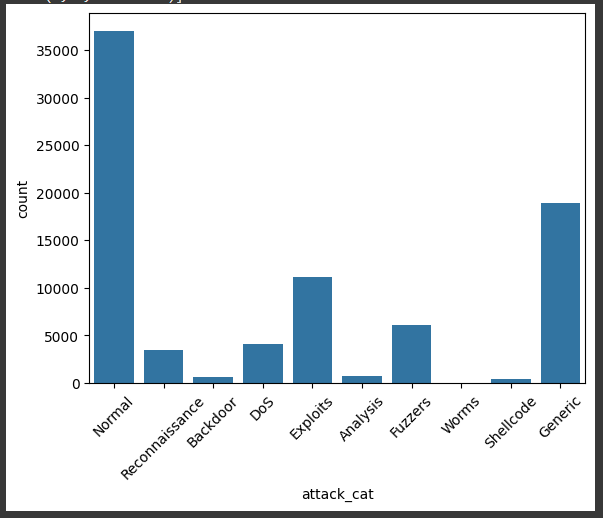 35000
30000
25000
20000
15000
10000
5000
0
count
Normal
Reconnaissance
Backdoor
DoS
Exploits
Analysis
Fuzzers
Worms
Shellcode
Generic
attack_cat